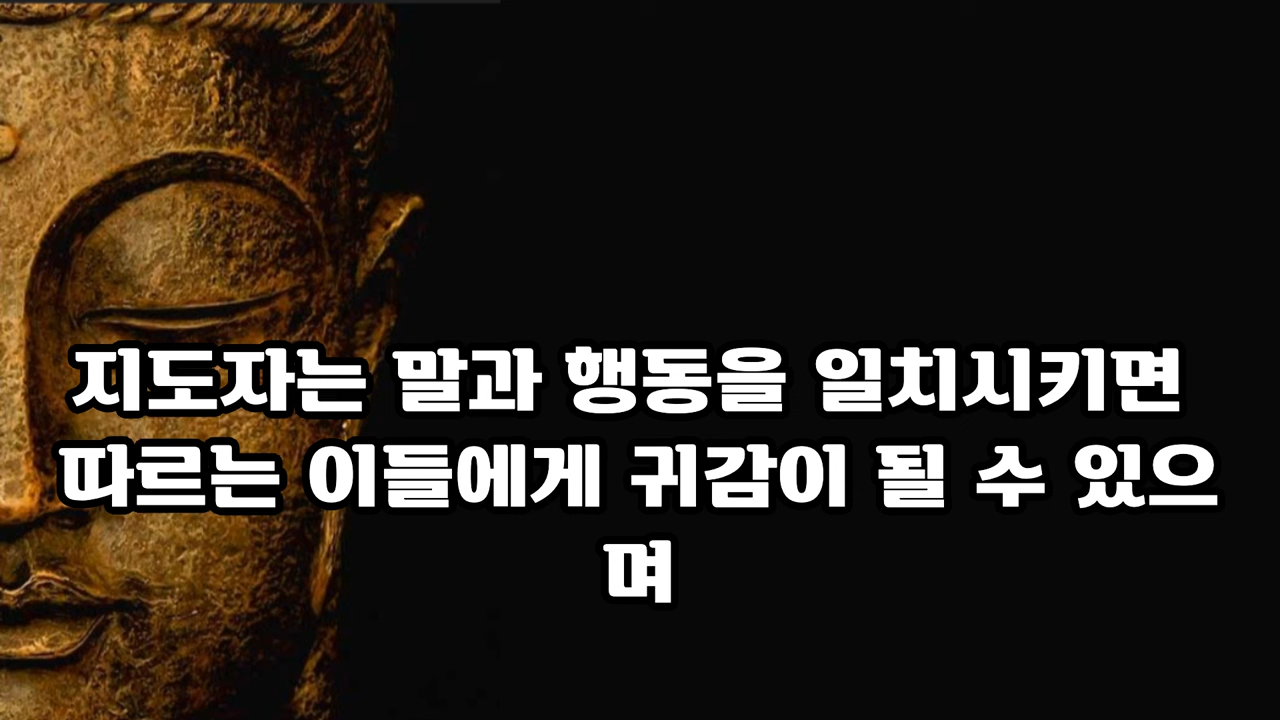 지도자는 말과 행동을 일치시키면
따르는 이들에게 귀감이 될 수 있으
며